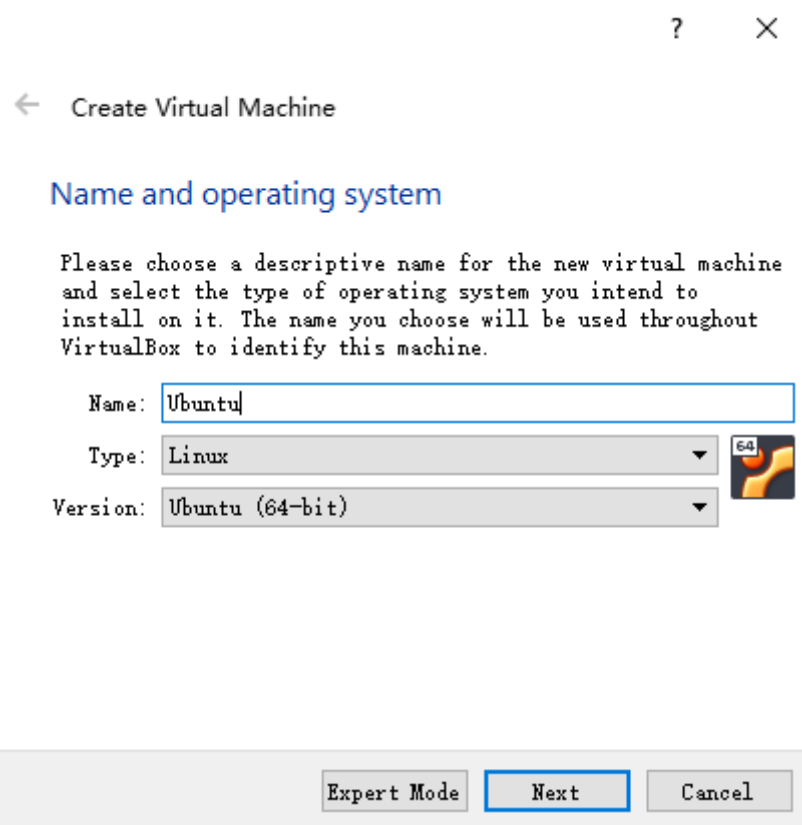 ?
Create Virtual Machine
Name and operating system
Please choose a descriptive name for the new virtual machine
and select the type of operating system you intend to
install on it. The name you choose will be used throughout
VirtualBox to identify this machine.
Name: Ubuntu
Type: Linux
64
Version: Ubuntu (64-bit)
Expert Mode Next Cancel